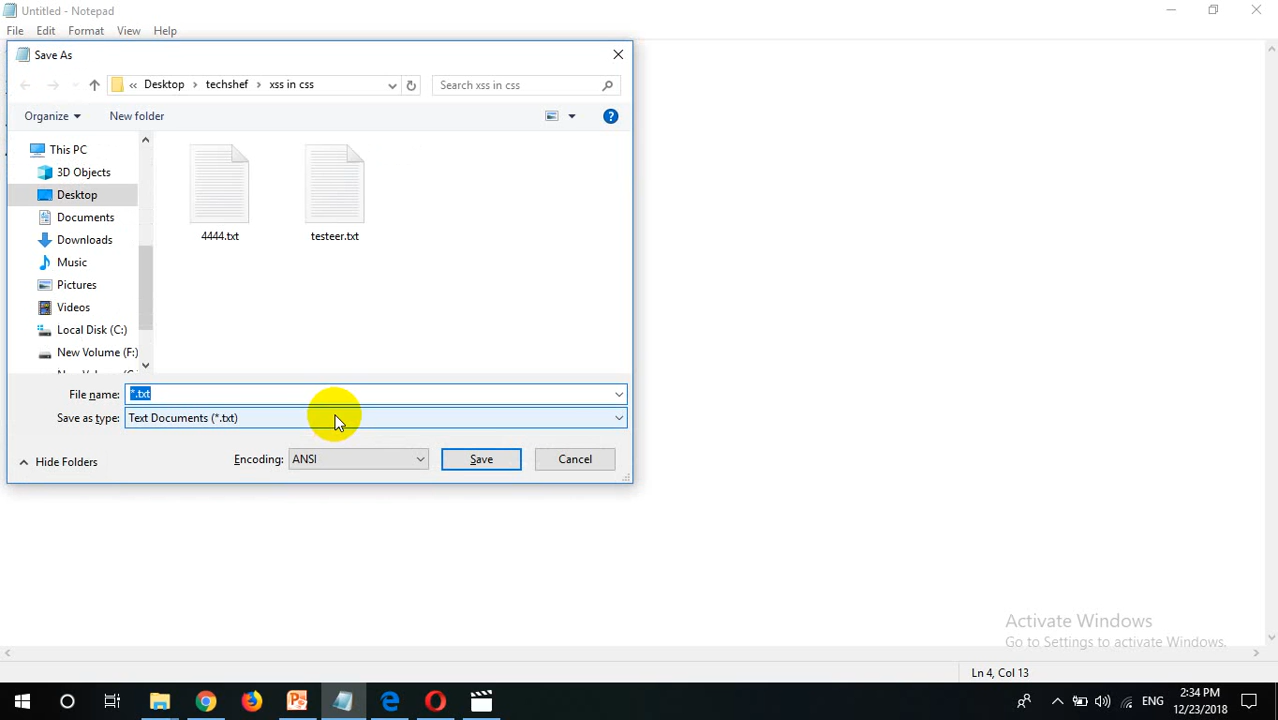 Untitled - Notepad
File Edit Format View Help
Save As
« Desktop › techshef › xss in css
Search xss in css
Organize New folder
This PC
3D Objects
Desktop
Documents
Downloads
Music
Pictures
Videos
Local Disk (C:)
New Volume (F:)
4444.txt testeer.txt
File name: *.txt
Save as type: Text Documents (*.txt)
Hide Folders
Encoding: ANSI
Save Cancel
Activate Windows
Go to Settings to activate Windows.
Ln 4, Col 13
ENG
2:34 PM
12/23/2018